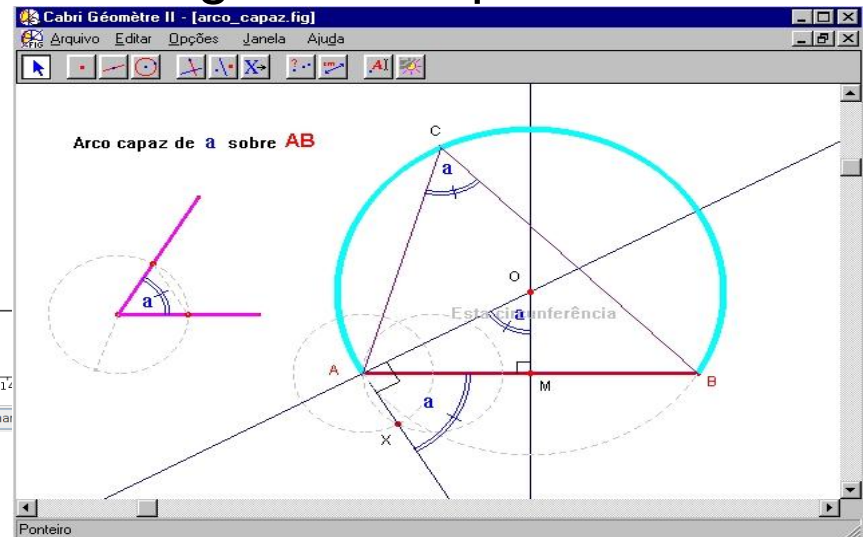 Cabri Géomètre II - [arco_capaz.fig]
Arquivo Editar Opções Janela Ajuda
Arco capaz de a sobre AB
C
a
O
a
Esta circunferência
a
A
M
B
a
X
Ponteiro